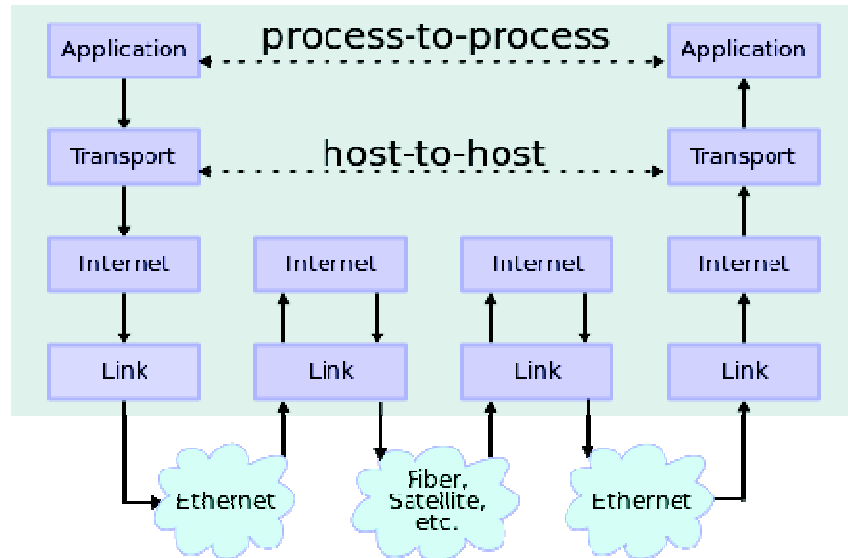 process-to-process
Application
Application
host-to-host
Transport
Transport
Internet
Internet
Internet
Internet
Link
Link
Link
Link
Ethernet
Fiber,
Satellite,
etc.
Ethernet